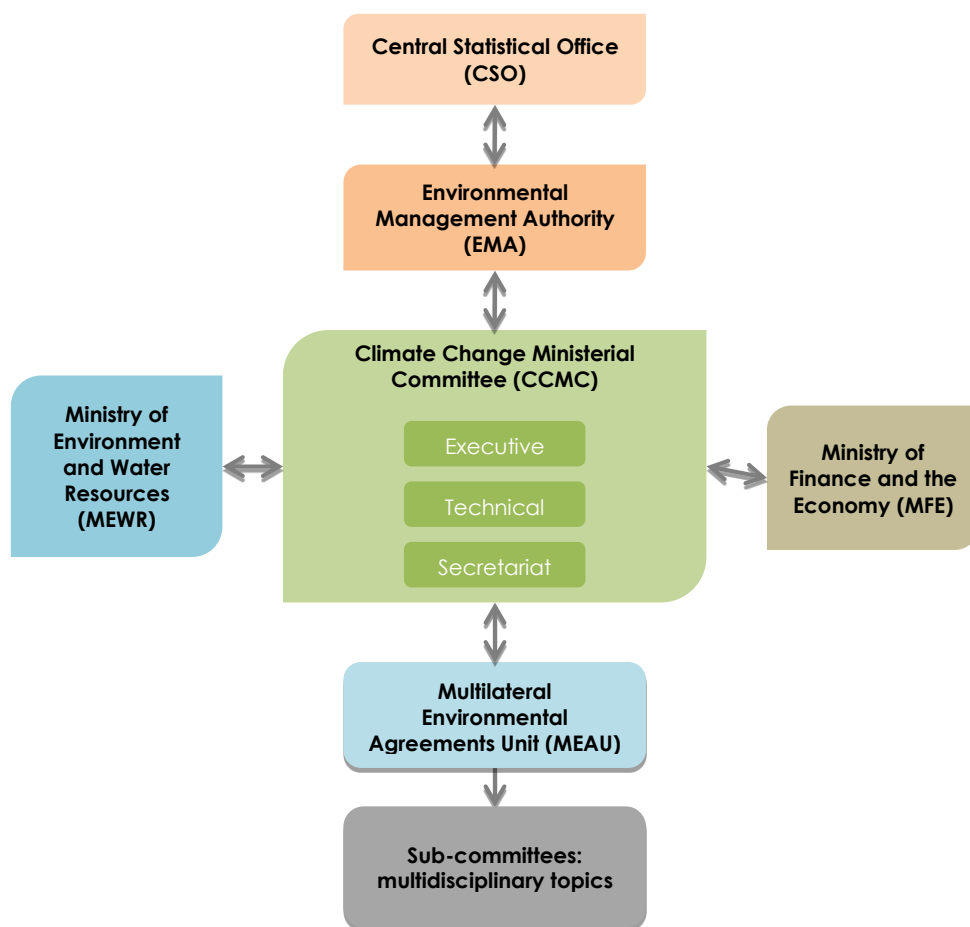 Central Statistical Office
(CSO)
Environmental
Management Authority
(EMA)
Climate Change Ministerial
Committee (CCMC)
Executive
Technical
Secretariat
Ministry of
Environment
and Water
Resources
(MEWR)
Ministry of
Finance and the
Economy (MFE)
Multilateral
Environmental
Agreements Unit (MEAU)
Sub-committees:
multidisciplinary topics